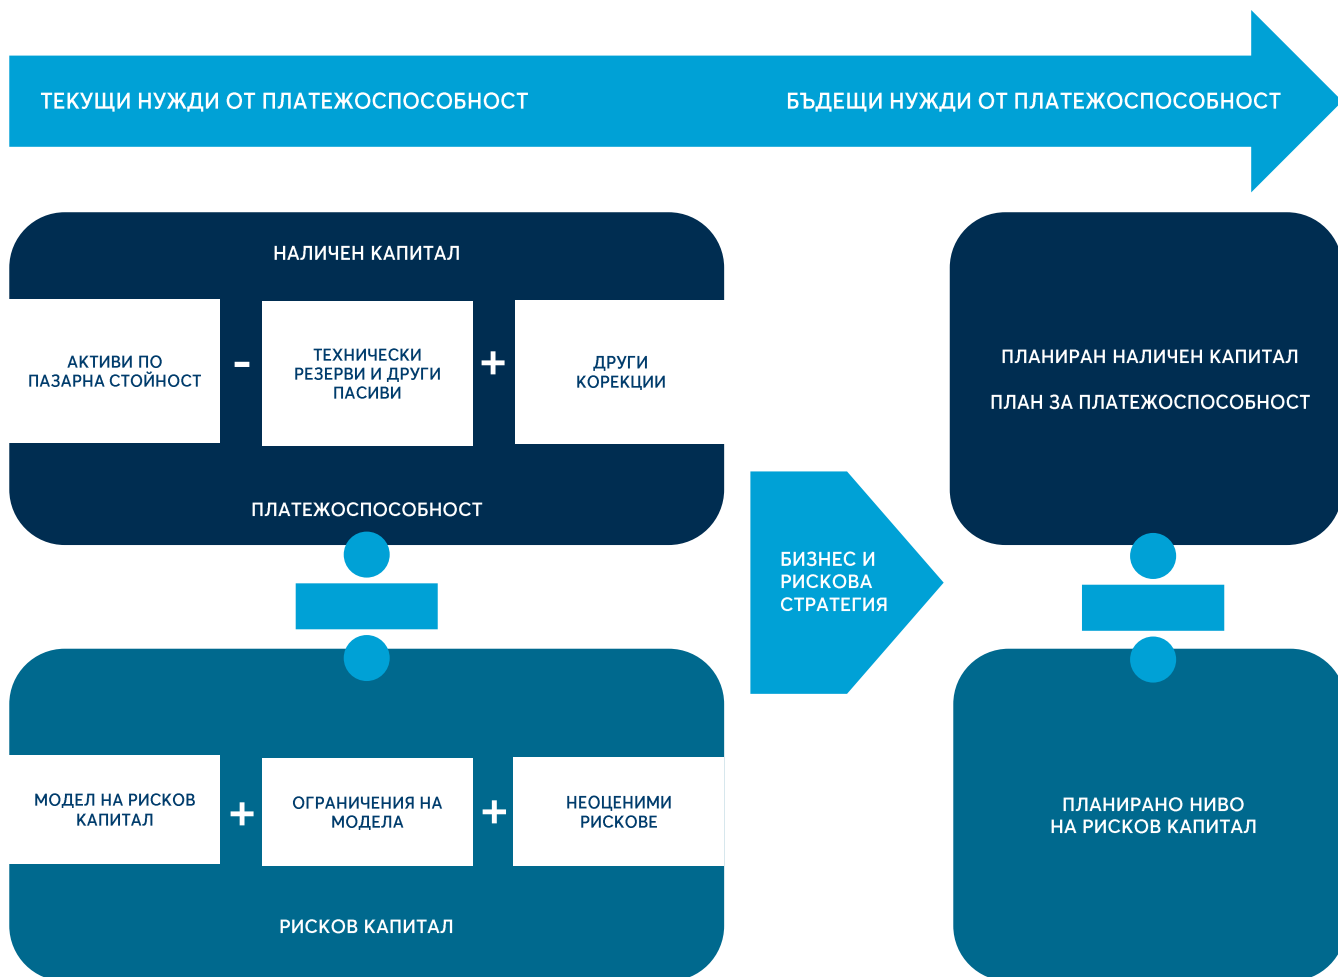 ТЕКУЩИ НУЖДИ ОТ ПЛАТЕЖОСПОСОБНОСТ
БЪДЕЩИ НУЖДИ ОТ ПЛАТЕЖОСПОСОБНОСТ
НАЛИЧЕН КАПИТАЛ
АКТИВИ ПО
ПАЗАРНА СТОЙНОСТ
-
ТЕХНИЧЕСКИ
РЕЗЕРВИ И ДРУГИ
ПАСИВИ
+
ДРУГИ
КОРЕКЦИИ
ПЛАТЕЖОСПОСОБНОСТ
МОДЕЛ НА РИСКОВ
КАПИТАЛ
+
ОГРАНИЧЕНИЯ НА
МОДЕЛА
+
НЕОЦЕНИМИ
РИСКОВЕ
РИСКОВ КАПИТАЛ
БИЗНЕС И
РИСКОВА
СТРАТЕГИЯ
ПЛАНИРАН НАЛИЧЕН КАПИТАЛ
ПЛАН ЗА ПЛАТЕЖОСПОСОБНОСТ
ПЛАНИРАНО НИВО
НА РИСКОВ КАПИТАЛ